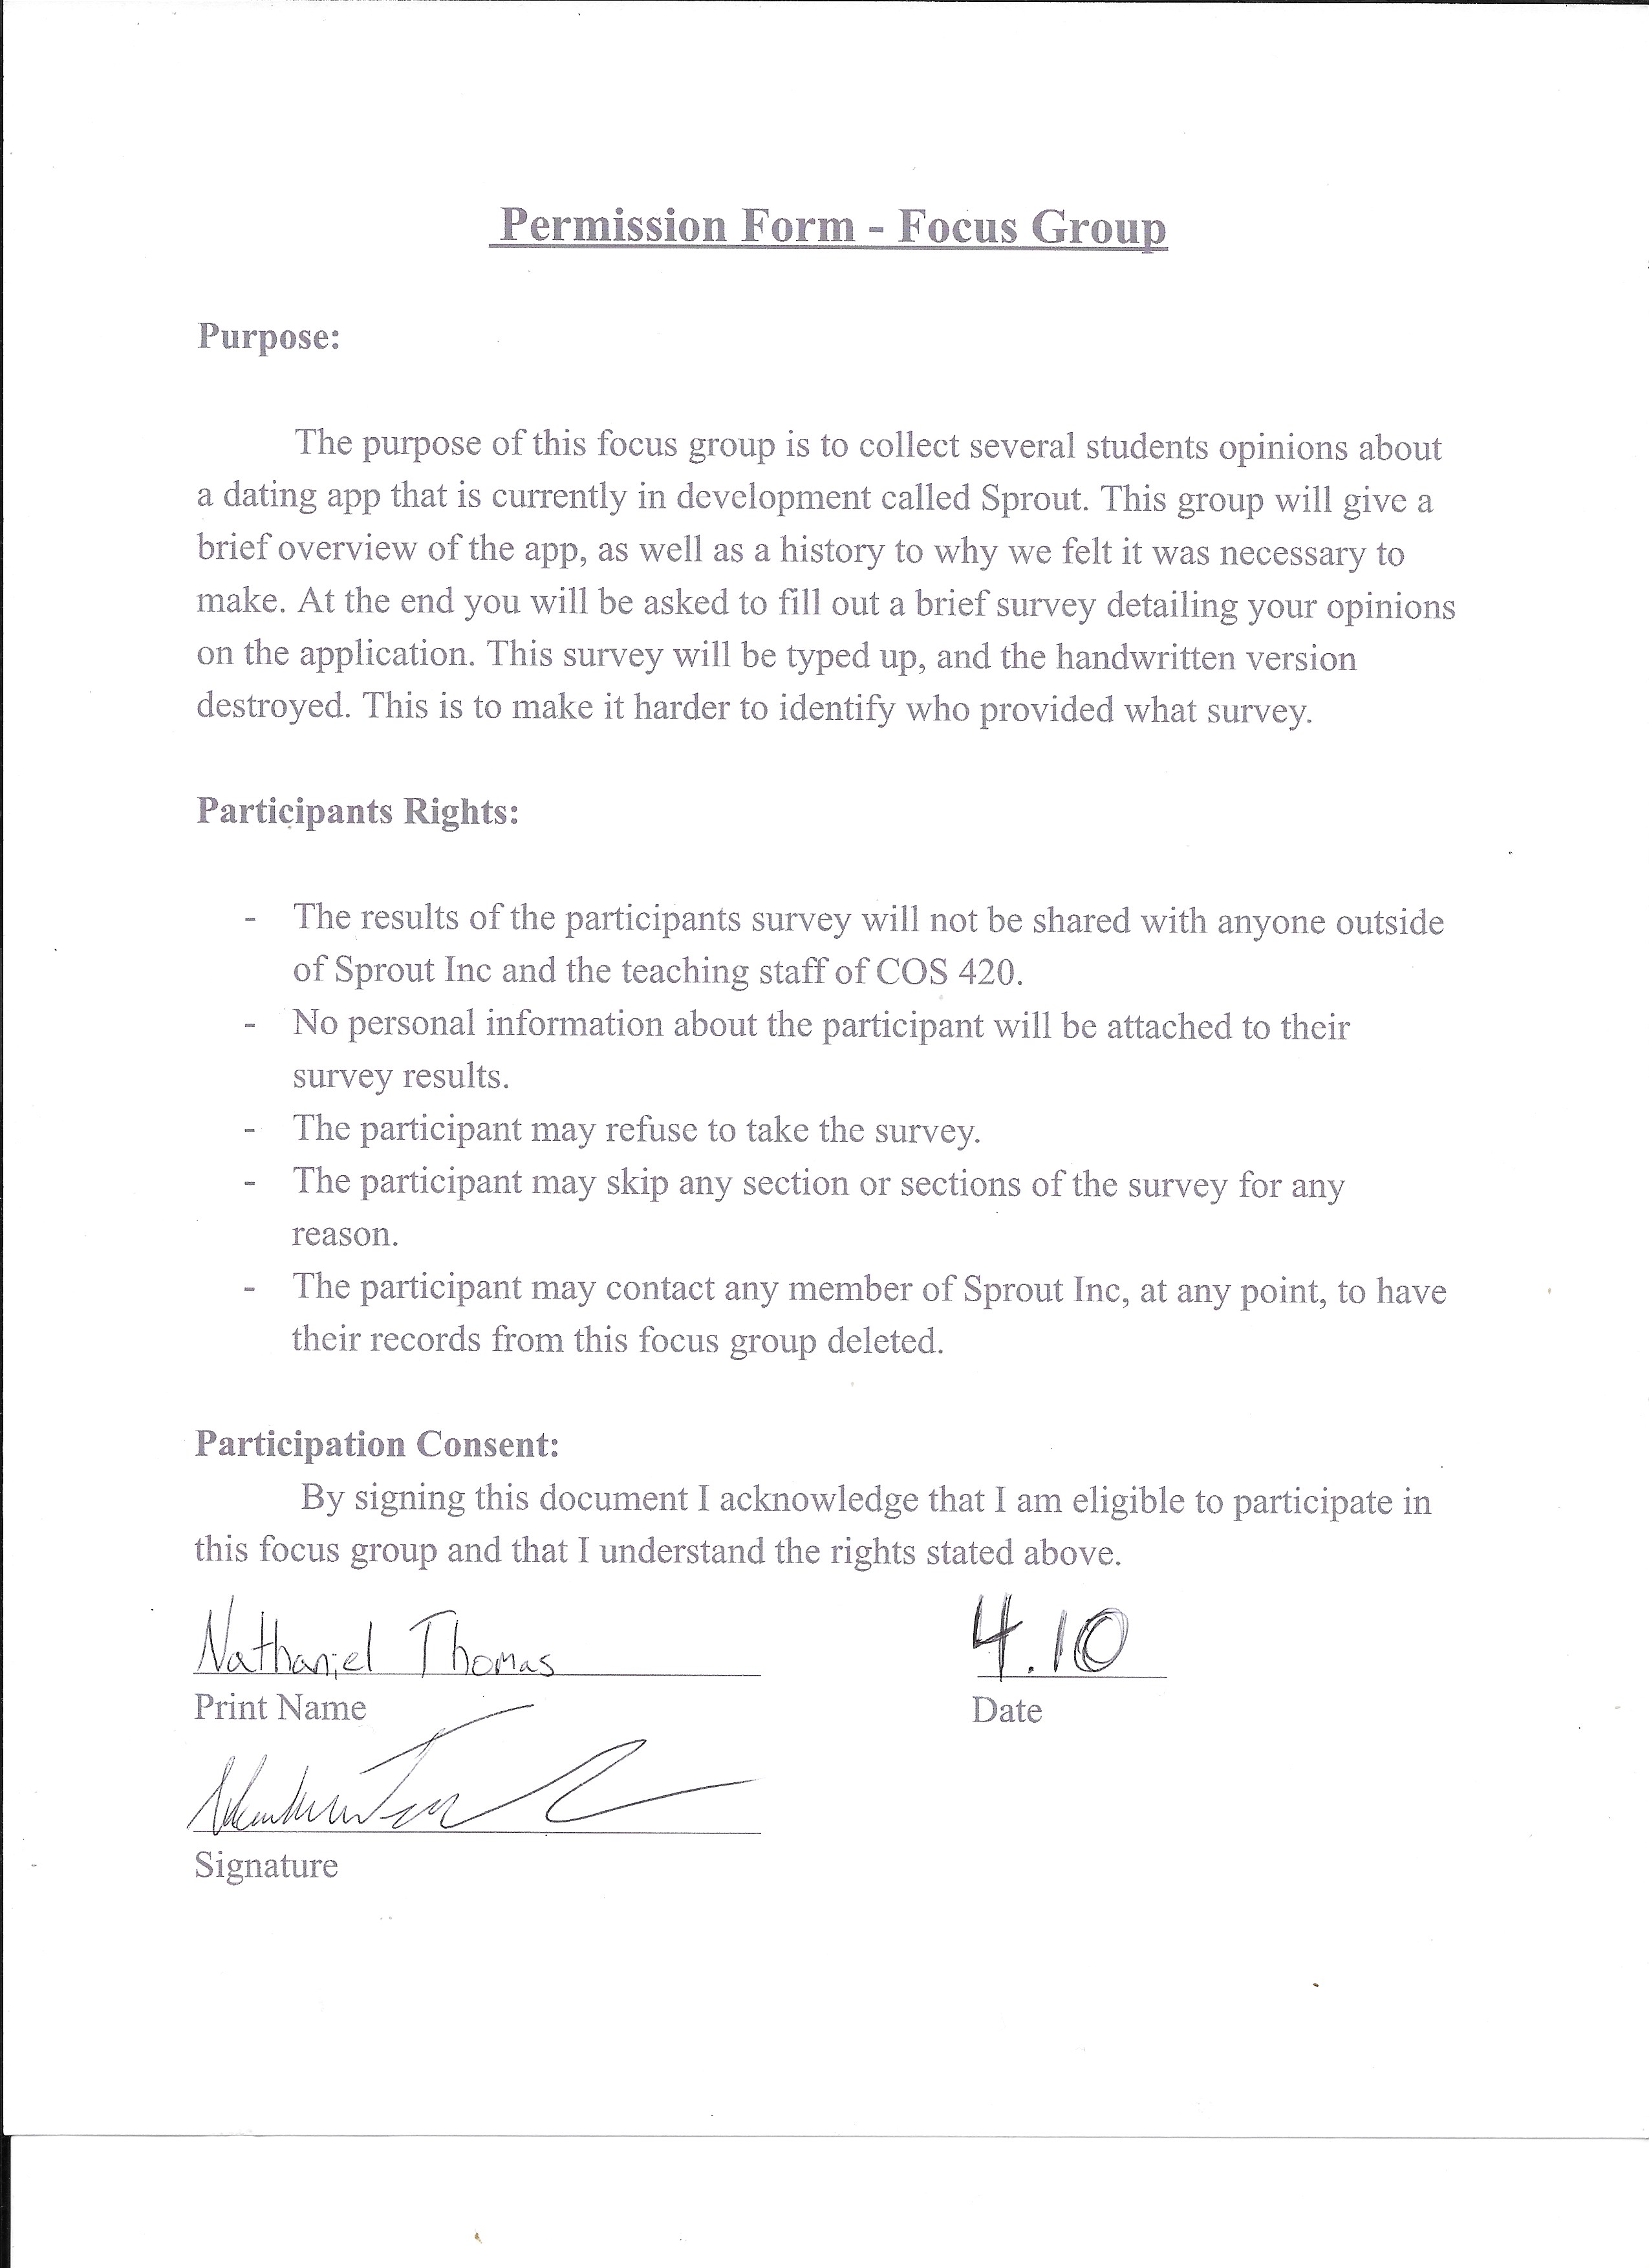 Permission Form - Focus Group
Purpose:
The purpose of this focus group is to collect several students opinions about
a dating app that is currently in development called Sprout. This group will give a
brief overview of the app, as well as a history to why we felt it was necessary to
make. At the end you will be asked to fill out a brief survey detailing your opinions
on the application. This survey will be typed up, and the handwritten version
destroyed. This is to make it harder to identify who provided what survey.
Participants Rights:
- The results of the participants survey will not be shared with anyone outside
of Sprout Inc and the teaching staff of COS 420.
- No personal information about the participant will be attached to their
survey results.
- The participant may refuse to take the survey.
- The participant may skip any section or sections of the survey for any
reason.
- The participant may contact any member of Sprout Inc, at any point, to have
their records from this focus group deleted.
Participation Consent:
By signing this document I acknowledge that I am eligible to participate in
this focus group and that I understand the rights stated above.
Nathaniel Thomas 4.10
Print Name Date
Signature